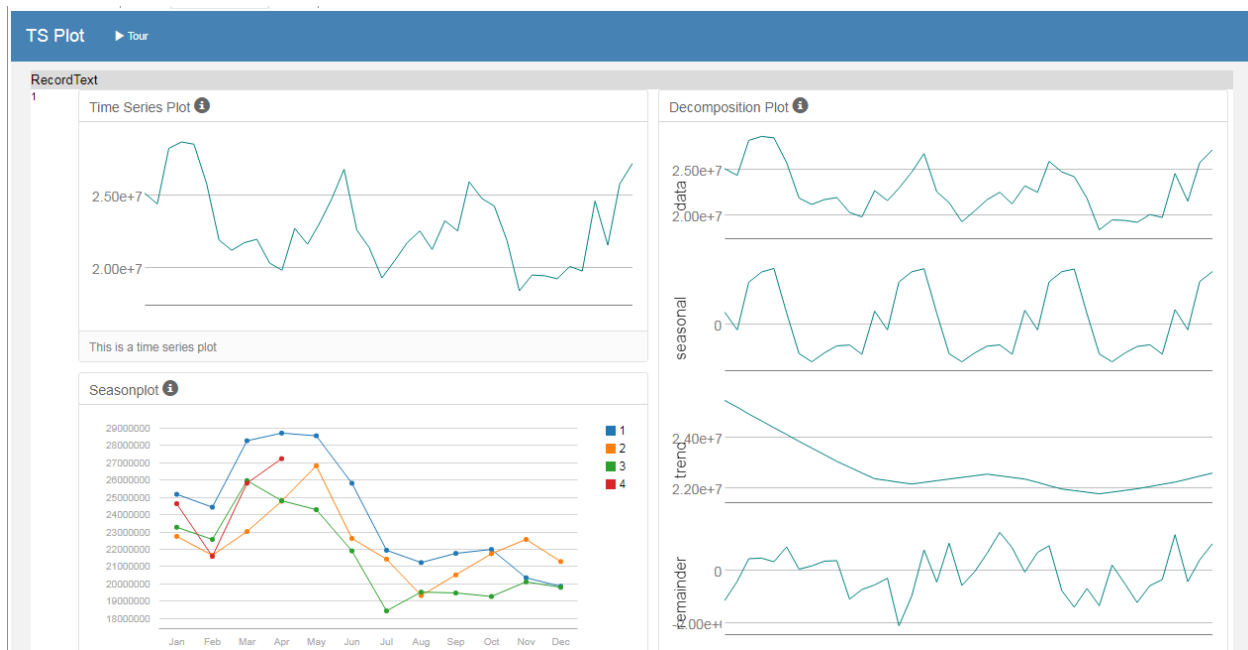 TS Plot
Tour
RecordText
1
Time Series Plot
2.50e+7
2.00e+7
This is a time series plot
Seasonplot
29000000
28000000
27000000
26000000
25000000
24000000
23000000
22000000
21000000
20000000
19000000
18000000
Jan Feb Mar Apr May Jun Jul Aug Sep Oct Nov Dec
1
2
3
4
Decomposition Plot
data
2.50e+7
2.00e+7
seasonal
0
trend
2.40e+7
2.20e+7
remainder
0